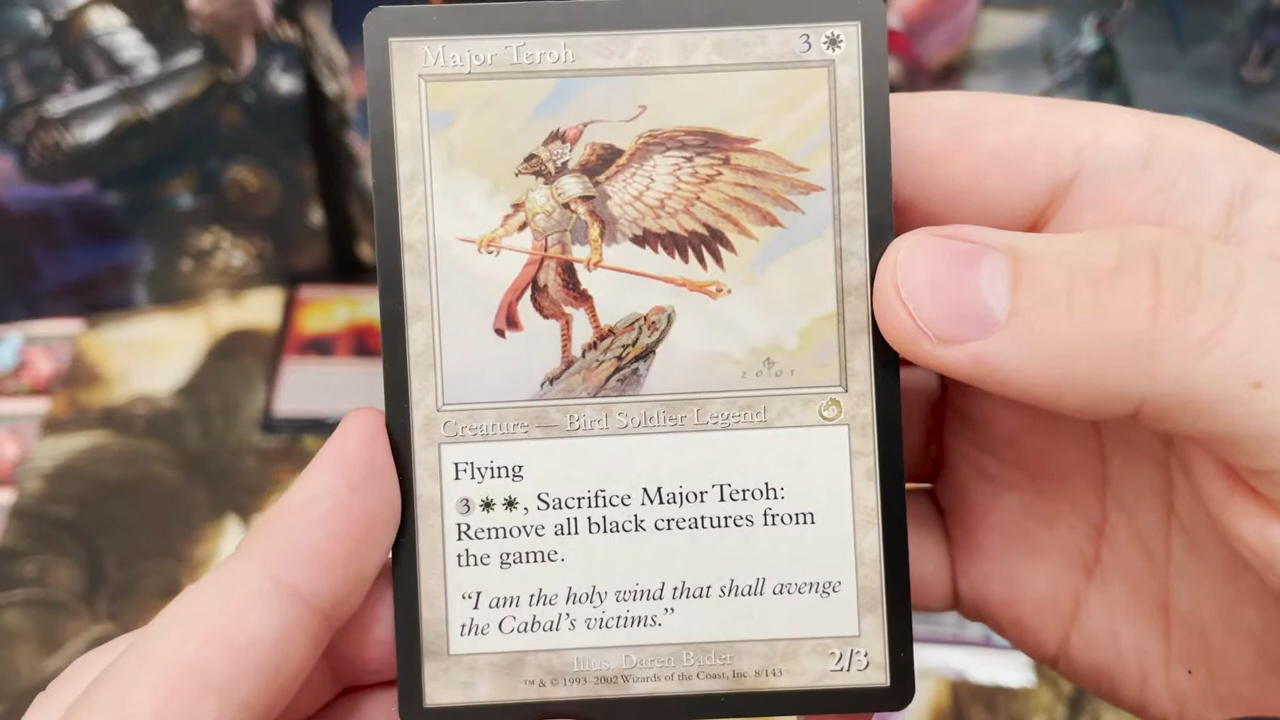 Major Teroh 3
2001
Creature — Bird Soldier Legend
Flying
3, Sacrifice Major Teroh:
Remove all black creatures from
the game.
“I am the holy wind that shall avenge
the Cabal’s victims.”
Illus. Daren Bader
™ & © 1993-2002 Wizards of the Coast, Inc. 8/143
2/3